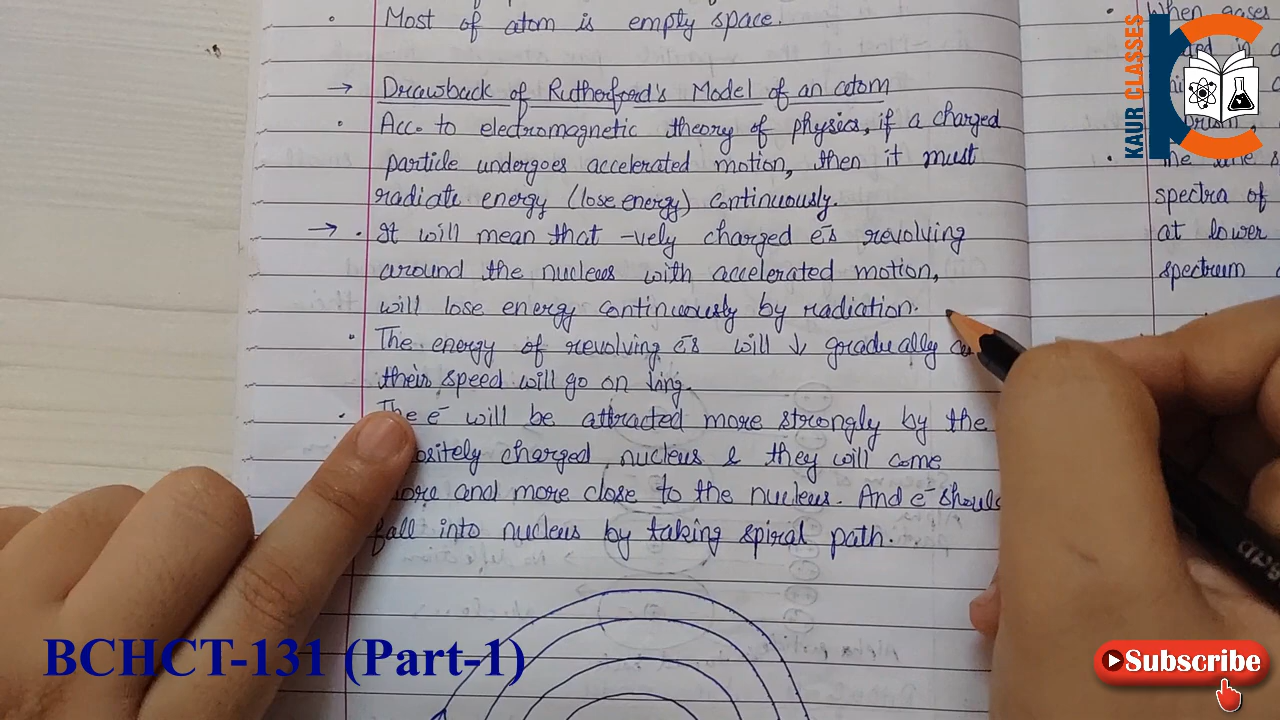 Most of atom is empty space.
→ Drawback of Rutherford's Model of an atom
Acc. to electromagnetic theory of physics, if a charged
particle undergoes accelerated motion, then it must
radiate energy (lose energy) continuously.
→ It will mean that -vely charged e⁻s revolving
around the nucleus with accelerated motion,
will lose energy continuously by radiation.
The energy of revolving e⁻s will ↓ gradually
their speed will go on ↓ing.
The e⁻ will be attracted more strongly by the
charged nucleus & they will come
and more close to the nucleus. And e⁻
fall into nucleus by taking spiral path.
When gases
in
spectra of
at lower
spectrum
KAUR CLASSES
BCHCT-131 (Part-1)
Subscribe